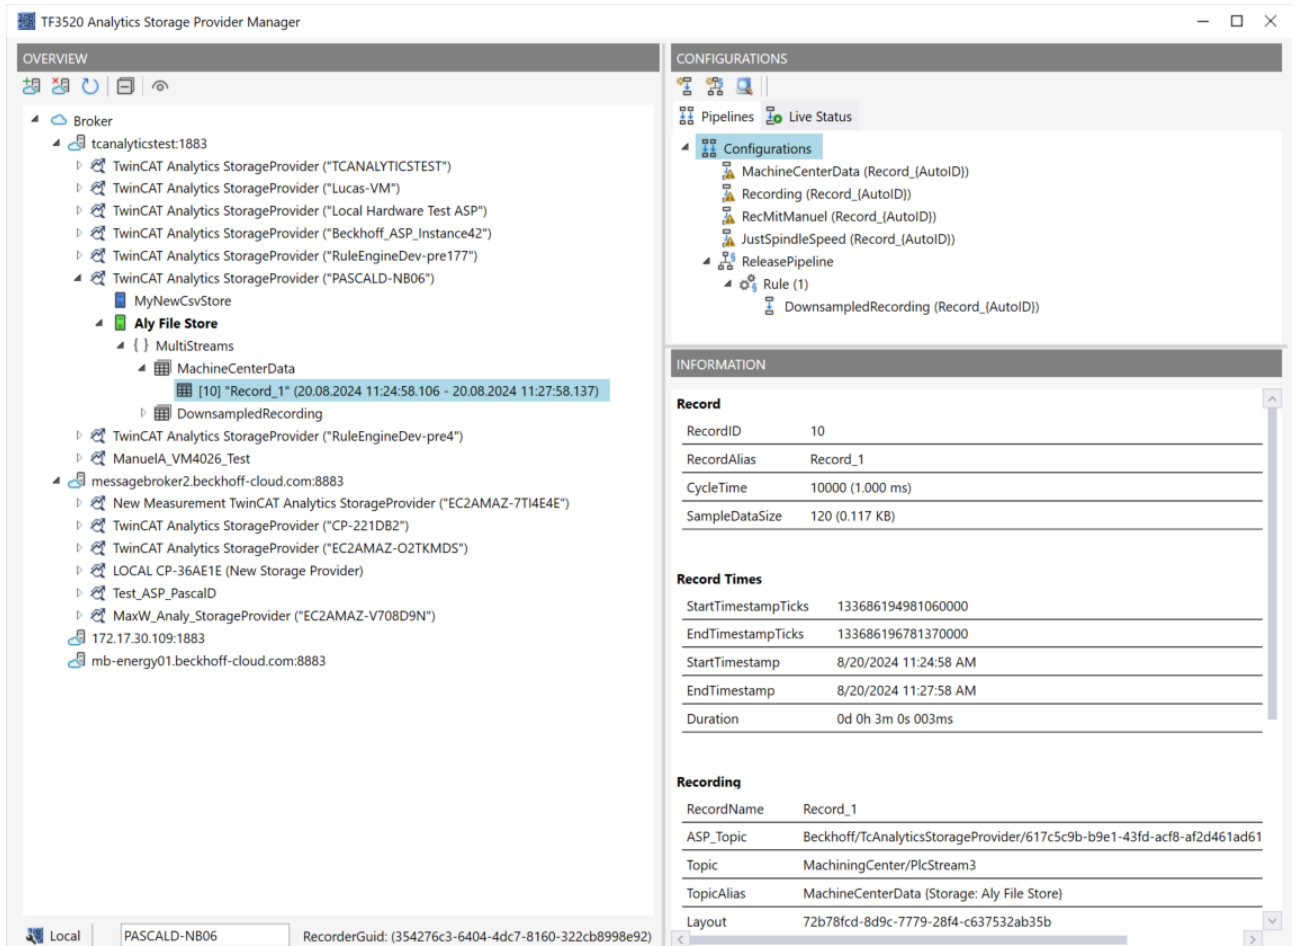 TF3520 Analytics Storage Provider Manager
OVERVIEW
Broker
tcanalyticstest:1883
TwinCAT Analytics StorageProvider ("TCANALYTICSTEST")
TwinCAT Analytics StorageProvider ("Lucas-VM")
TwinCAT Analytics StorageProvider ("Local Hardware Test ASP")
TwinCAT Analytics StorageProvider ("Beckhoff_ASP_Instance42")
TwinCAT Analytics StorageProvider ("RuleEngineDev-pre177")
TwinCAT Analytics StorageProvider ("PASCALD-NB06")
MyNewCsvStore
Aly File Store
{ } MultiStreams
MachineCenterData
[10] "Record_1" (20.08.2024 11:24:58.106 - 20.08.2024 11:27:58.137)
DownsampledRecording
TwinCAT Analytics StorageProvider ("RuleEngineDev-pre4")
ManuelA_VM4026_Test
messagebroker2.beckhoff-cloud.com:8883
New Measurement TwinCAT Analytics StorageProvider ("EC2AMAZ-7TI4E4E")
TwinCAT Analytics StorageProvider ("CP-221DB2")
TwinCAT Analytics StorageProvider ("EC2AMAZ-O2TKMDS")
LOCAL CP-36AE1E (New Storage Provider)
Test_ASP_PascalD
MaxW_Analy_StorageProvider ("EC2AMAZ-V708D9N")
172.17.30.109:1883
mb-energy01.beckhoff-cloud.com:8883
Local
PASCALD-NB06
RecorderGuid: (354276c3-6404-4dc7-8160-322cb8998e92)
CONFIGURATIONS
Pipelines Live Status
Configurations
MachineCenterData (Record_{AutoID})
Recording (Record_{AutoID})
RecMitManuel (Record_{AutoID})
JustSpindleSpeed (Record_{AutoID})
ReleasePipeline
Rule (1)
DownsampledRecording (Record_{AutoID})
INFORMATION
Record
RecordID 10
RecordAlias Record_1
CycleTime 10000 (1.000 ms)
SampleDataSize 120 (0.117 KB)
Record Times
StartTimestampTicks 133686194981060000
EndTimestampTicks 133686196781370000
StartTimestamp 8/20/2024 11:24:58 AM
EndTimestamp 8/20/2024 11:27:58 AM
Duration 0d 0h 3m 0s 003ms
Recording
RecordName Record_1
ASP_Topic Beckhoff/TcAnalyticsStorageProvider/617c5c9b-b9e1-43fd-acf8-af2d461ad61
Topic MachiningCenter/PlcStream3
TopicAlias MachineCenterData {Storage: Aly File Store}
Layout 72b78fcd-8d9c-7779-28f4-c637532ab35b